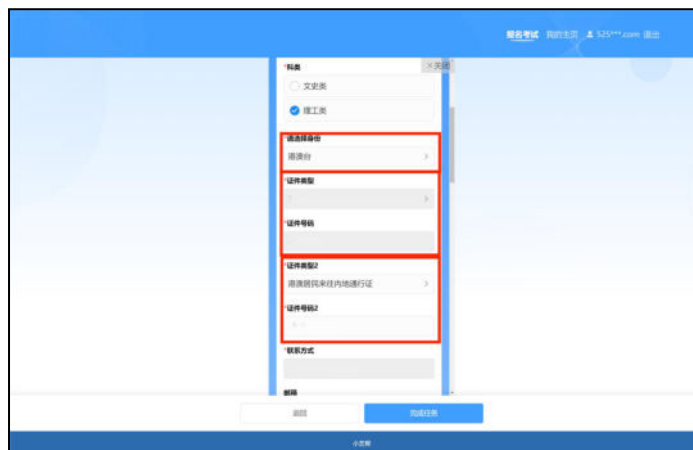 报名考试 我的主页 525***.com 退出
*科类
×关闭
文史类
理工类
*请选择身份
港澳台
*证件类型
*证件号码
*证件类型2
港澳居民来往内地通行证
*证件号码2
*联系方式
邮箱
返回 完成任务